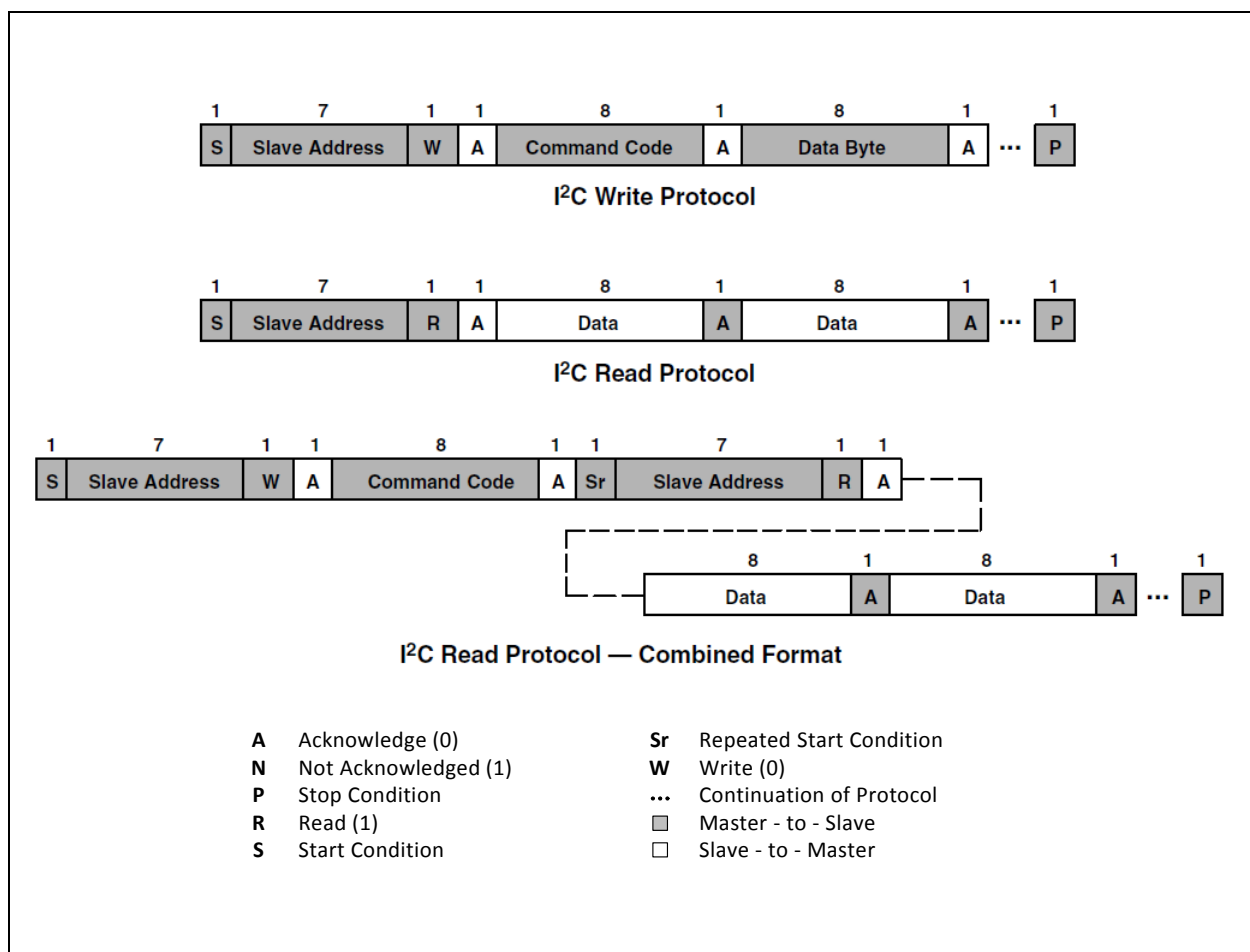 1 7 1 1 8 1 8 1 1
S Slave Address W A Command Code A Data Byte A ... P
I²C Write Protocol
1 7 1 1 8 1 8 1 1
S Slave Address R A Data A Data A ... P
I²C Read Protocol
1 7 1 1 8 1 1 7 1 1
S Slave Address W A Command Code A Sr Slave Address R A
8 1 8 1 1
Data A Data A ... P
I²C Read Protocol — Combined Format
A Acknowledge (0)
N Not Acknowledged (1)
P Stop Condition
R Read (1)
S Start Condition
Sr Repeated Start Condition
W Write (0)
... Continuation of Protocol
Master - to - Slave
Slave - to - Master